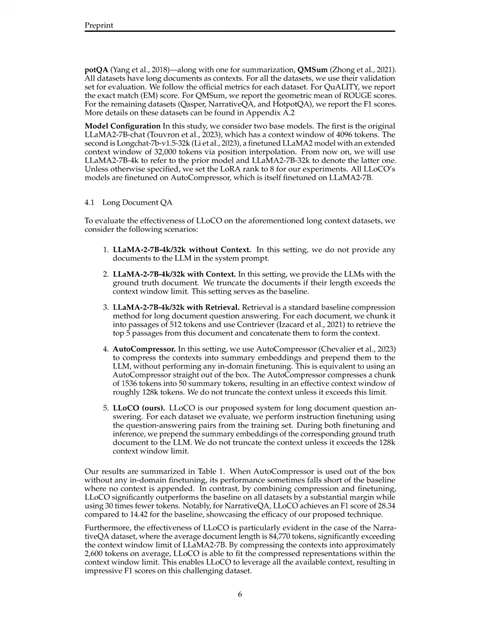 Preprint
potQA (Yang et al., 2018)—along with one for summarization, QMSum (Zhong et al., 2021).
All datasets have long documents as contexts. For all the datasets, we use their validation
set for evaluation. We follow the official metrics for each dataset. For QuALITY, we report
the exact match (EM) score. For QMSum, we report the geometric mean of ROUGE scores.
For the remaining datasets (Qasper, NarrativeQA, and HotpotQA), we report the F1 scores.
More details on these datasets can be found in Appendix A.2
Model Configuration In this study, we consider two base models. The first is the original
LLaMA2-7B-chat (Touvron et al., 2023), which has a context window of 4096 tokens. The
second is Longchat-7b-v1.5-32k (Li et al., 2023), a finetuned LLaMA2 model with an extended
context window of 32,000 tokens via position interpolation. From now on, we will use
LLaMA-2-7B-4k to refer to the prior model and LLaMA2-7B-32k to denote the latter one.
Unless otherwise specified, we set the LoRA rank to 8 for our experiments. All LLoCO's
models are finetuned on AutoCompressor, which is itself finetuned on LLaMA2-7B.
4.1 Long Document QA
To evaluate the effectiveness of LLoCO on the aforementioned long context datasets, we
consider the following scenarios:
1. LLaMA-2-7B-4k/32k without Context. In this setting, we do not provide any
documents to the LLM in the system prompt.
2. LLaMA-2-7B-4k/32k with Context. In this setting, we provide the LLMs with the
ground truth document. We truncate the documents if their length exceeds the
context window limit. This setting serves as the baseline.
3. LLaMA-2-7B-4k/32k with Retrieval. Retrieval is a standard baseline compression
method for long document question answering. For each document, we chunk it
into passages of 512 tokens and use Contriever (Izacard et al., 2021) to retrieve the
top 5 passages from this document and concatenate them to form the context.
4. AutoCompressor. In this setting, we use AutoCompressor (Chevalier et al., 2023)
to compress the contexts into summary embeddings and prepend them to the
LLM, without performing any in-domain finetuning. This is equivalent to using an
AutoCompressor straight out of the box. The AutoCompressor compresses a chunk
of 1536 tokens into 50 summary tokens, resulting in an effective context window of
roughly 128k tokens. We do not truncate the context unless it exceeds this limit.
5. LLoCO (ours). LLoCO is our proposed system for long document question an-
swering. For each dataset we evaluate, we perform instruction finetuning using
the question-answering pairs from the training set. During both finetuning and
inference, we prepend the summary embeddings of the corresponding ground truth
document to the LLM. We do not truncate the context unless it exceeds the 128k
context window limit.
Our results are summarized in Table 1. When AutoCompressor is used out of the box
without any in-domain finetuning, its performance sometimes falls short of the baseline
where no context is appended. In contrast, by combining compression and finetuning,
LLoCO significantly outperforms the baseline on all datasets by a substantial margin while
using 30 times fewer tokens. Notably, for NarrativeQA, LLoCO achieves an F1 score of 28.34
compared to 14.42 for the baseline, showcasing the efficacy of our proposed technique.
Furthermore, the effectiveness of LLoCO is particularly evident in the case of the Narra-
tiveQA dataset, where the average document length is 84,770 tokens, significantly exceeding
the context window limit of LLaMA2-7B. By compressing the contexts into approximately
2,600 tokens on average, LLoCO is able to fit the compressed representations within the
context window limit. This enables LLoCO to leverage all the available context, resulting in
impressive F1 scores on this challenging dataset.
6